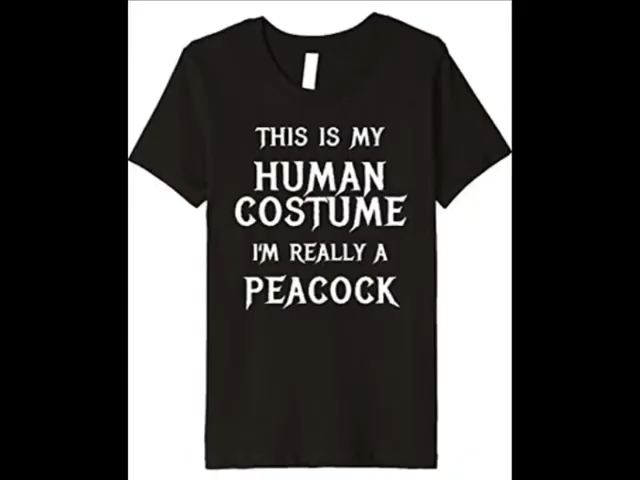 THIS IS MY
HUMAN
COSTUME
I'M REALLY A
PEACOCK